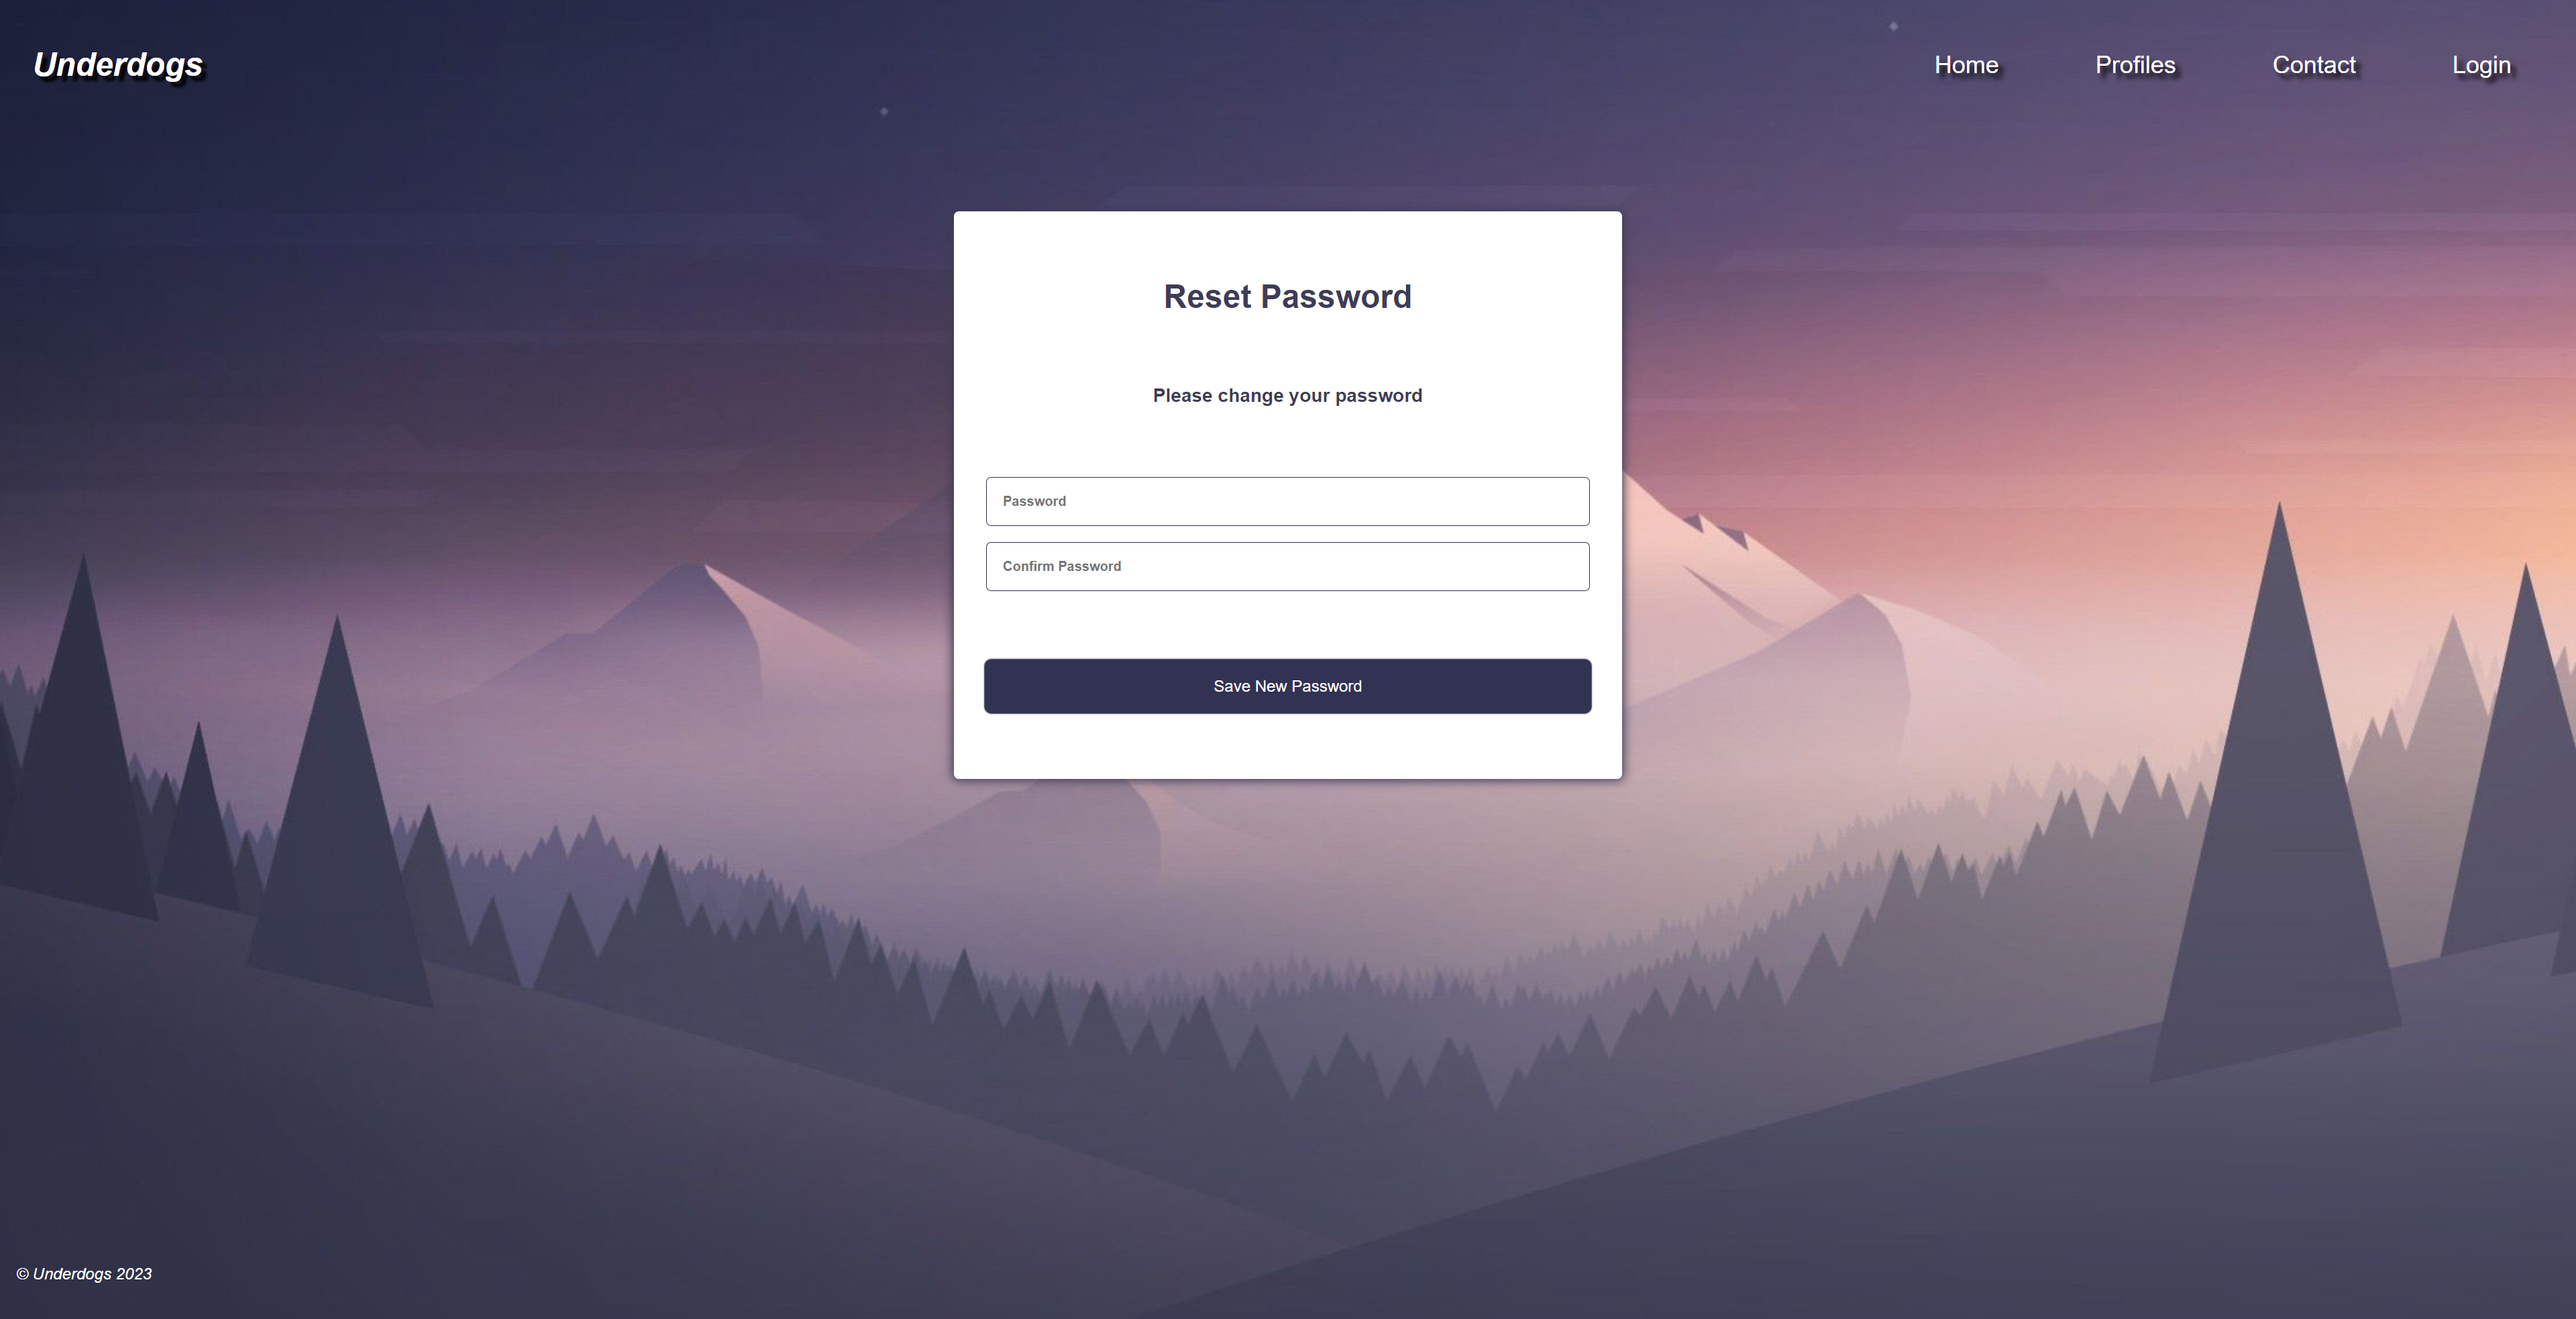 Underdogs
Home Profiles Contact Login
Reset Password
Please change your password
Password
Confirm Password
Save New Password
© Underdogs 2023